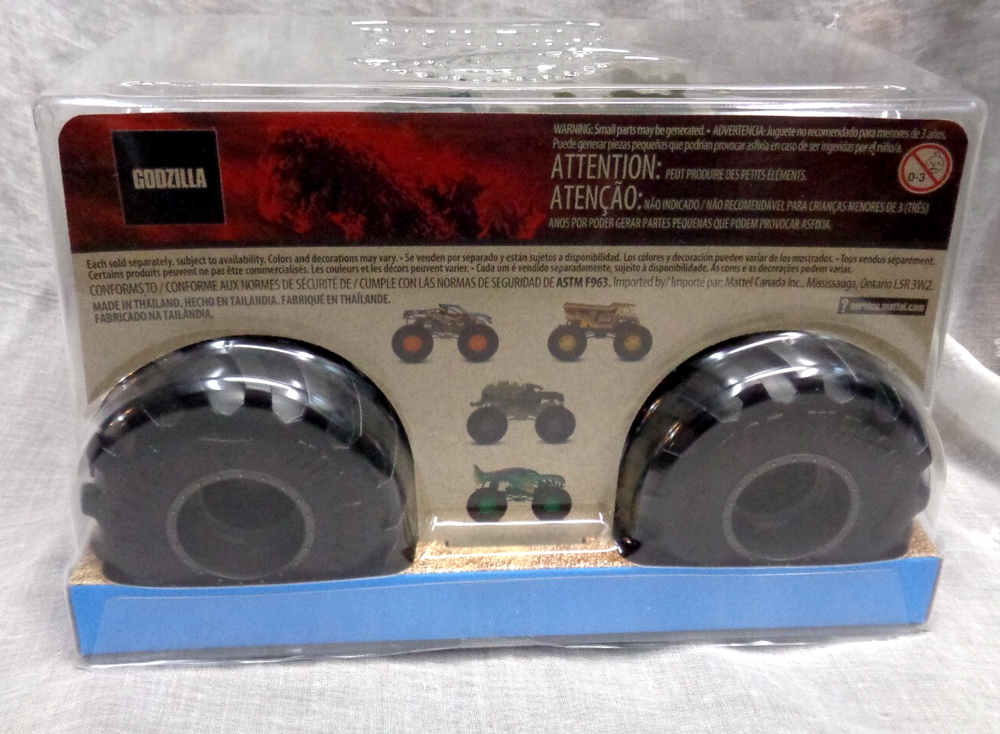 GODZILLA
WARNING: Small parts may be generated. • ADVERTENCIA: Juguete no recomendado para menores de 3 años.
Puede generar piezas pequeñas que podrían provocar asfixia en caso de ser ingeridas por el niño/a.
ATTENTION: PEUT PRODUIRE DES PETITS ÉLÉMENTS.
ATENÇÃO: NÃO INDICADO / NÃO RECOMENDÁVEL PARA CRIANÇAS MENORES DE 3 (TRÊS)
ANOS POR PODER GERAR PARTES PEQUENAS QUE PODEM PROVOCAR ASFIXIA.
0-3
Each sold separately, subject to availability. Colors and decorations may vary. • Se venden por separado y están sujetos a disponibilidad. Los colores y decoración pueden variar de los mostrados. • Tous vendus séparément.
Certains produits peuvent ne pas être commercialisés. Les couleurs et les décors peuvent varier. • Cada um é vendido separadamente, sujeito à disponibilidade. As cores e as decorações podem variar.
CONFORMS TO / CONFORME AUX NORMES DE SÉCURITÉ DE / CUMPLE CON LAS NORMAS DE SEGURIDAD DE ASTM F963. Imported by/ Importé par: Mattel Canada Inc., Mississauga, Ontario L5R 3W2.
MADE IN THAILAND. HECHO EN TAILANDIA. FABRIQUÉ EN THAÏLANDE.
FABRICADO NA TAILÂNDIA.
? service.mattel.com